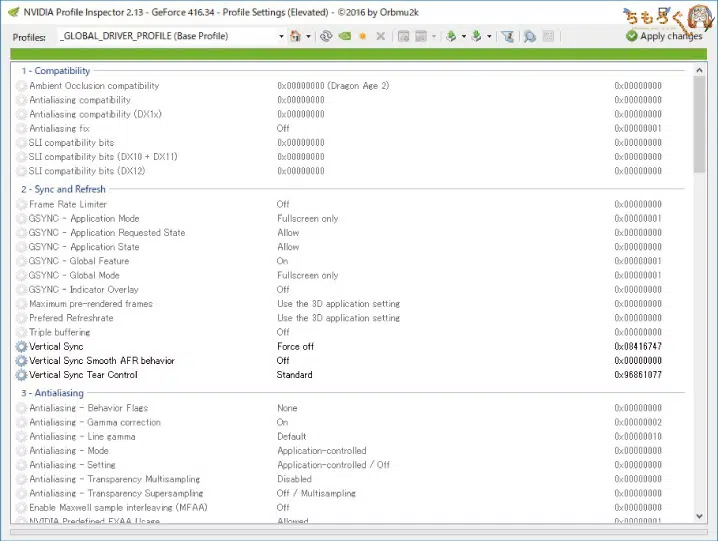 NVIDIA Profile Inspector 2.13 - GeForce 416.34 - Profile Settings (Elevated) - ©2016 by Orbmu2k
ちもろぐ
Profiles: _GLOBAL_DRIVER_PROFILE (Base Profile) Apply changes
1 - Compatibility
Ambient Occlusion compatibility 0x00000000 (Dragon Age 2) 0x00000000
Antialiasing compatibility 0x00000000 0x00000000
Antialiasing compatibility (DX1x) 0x00000000 0x00000000
Antialiasing fix Off 0x00000001
SLI compatibility bits 0x00000000 0x00000000
SLI compatibility bits (DX10 + DX11) 0x00000000 0x00000000
SLI compatibility bits (DX12) 0x00000000 0x00000000
2 - Sync and Refresh
Frame Rate Limiter Off 0x00000000
GSYNC - Application Mode Fullscreen only 0x00000001
GSYNC - Application Requested State Allow 0x00000000
GSYNC - Application State Allow 0x00000000
GSYNC - Global Feature On 0x00000001
GSYNC - Global Mode Fullscreen only 0x00000001
GSYNC - Indicator Overlay Off 0x00000000
Maximum pre-rendered frames Use the 3D application setting 0x00000000
Prefered Refreshrate Use the 3D application setting 0x00000000
Triple buffering Off 0x00000000
Vertical Sync Force off 0x08416747
Vertical Sync Smooth AFR behavior Off 0x00000000
Vertical Sync Tear Control Standard 0x96861077
3 - Antialiasing
Antialiasing - Behavior Flags None 0x00000000
Antialiasing - Gamma correction On 0x00000002
Antialiasing - Line gamma Default 0x00000010
Antialiasing - Mode Application-controlled 0x00000000
Antialiasing - Setting Application-controlled / Off 0x00000000
Antialiasing - Transparency Multisampling Disabled 0x00000000
Antialiasing - Transparency Supersampling Off / Multisampling 0x00000000
Enable Maxwell sample interleaving (MFAA) Off 0x00000000
NVIDIA Predefined FXAA Usage Allowed 0x00000001